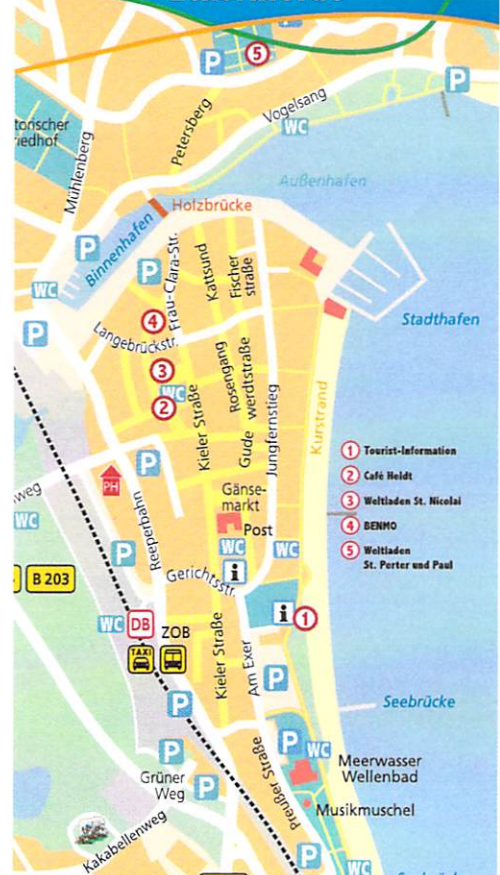 P
5
P
P
Vogelsang
WC
torischer
riedhof
Petersberg
Mühlenberg
Außenhafen
Holzbrücke
Binnenhafen
P
P
WC
P
Frau-Clara-Str.
Kattsund
Fischer
straße
4
Langebrückstr.
Stadthafen
3
WC
2
Rosengang
Gude
werdtstraße
Jungfernstieg
Kurstrand
Kieler Straße
1 Tourist-Information
2 Café Heldt
3 Weltladen St. Nicolai
4 BENMO
5 Weltladen
St. Perter und Paul
P
PH
weg
WC
Reeperbahn
P
Gänse-
markt
Post
WC
WC
i
Gerichtsstr.
B 203
WC
DB
ZOB
TAXI
i 1
Kieler Straße
Am Exer
P
P
Seebrücke
P
P
WC
Meerwasser
Wellenbad
Grüner
Weg
P
Preußer Straße
Musikmuschel
Kakabellenweg
P
WC